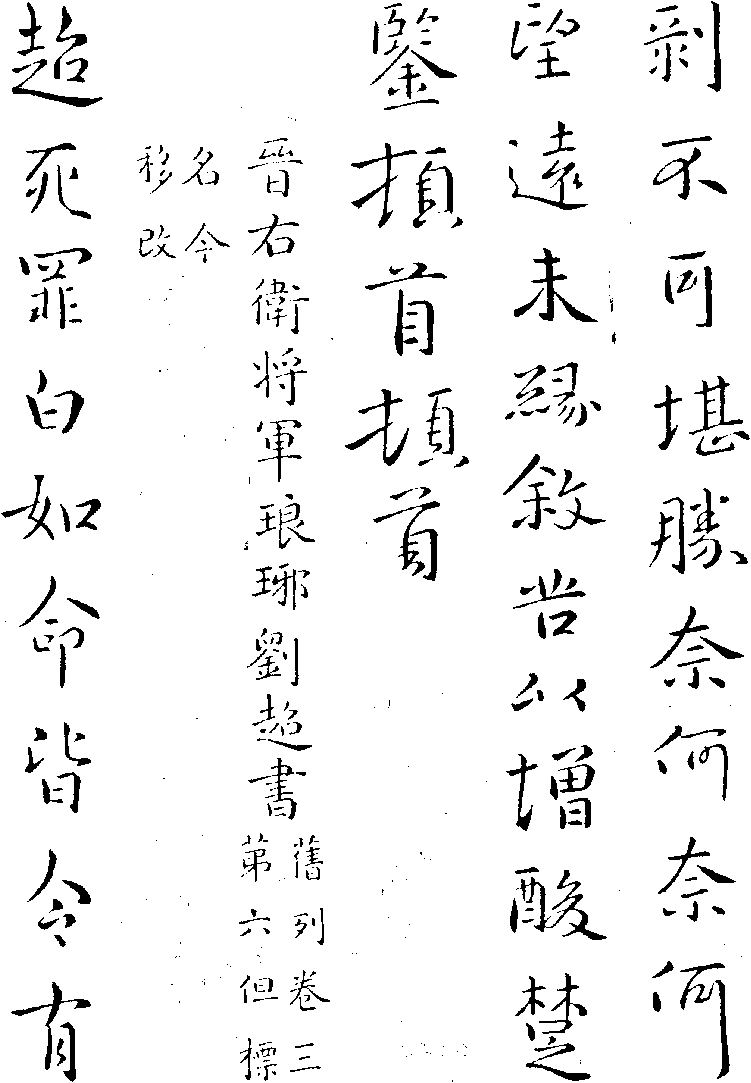 剥不可堪勝奈何奈何
望遠未緣敘苦以增酸楚
鑒頓首頓首
晉右衛將軍琅琊劉超書
舊列卷三
第六但標
名今
移改
超死罪白如命皆令有